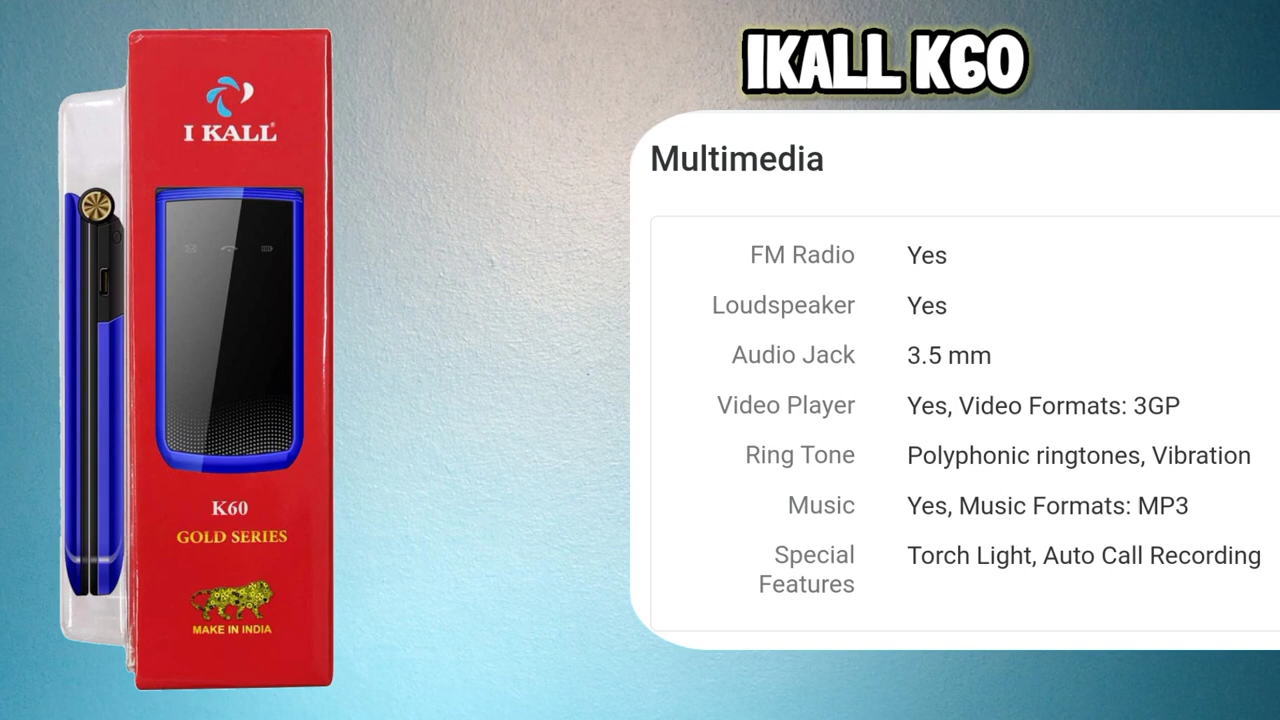 IKALL K60
I KALL
K60
GOLD SERIES
MAKE IN INDIA
Multimedia
FM Radio Yes
Loudspeaker Yes
Audio Jack 3.5 mm
Video Player Yes, Video Formats: 3GP
Ring Tone Polyphonic ringtones, Vibration
Music Yes, Music Formats: MP3
Special Torch Light, Auto Call Recording
Features